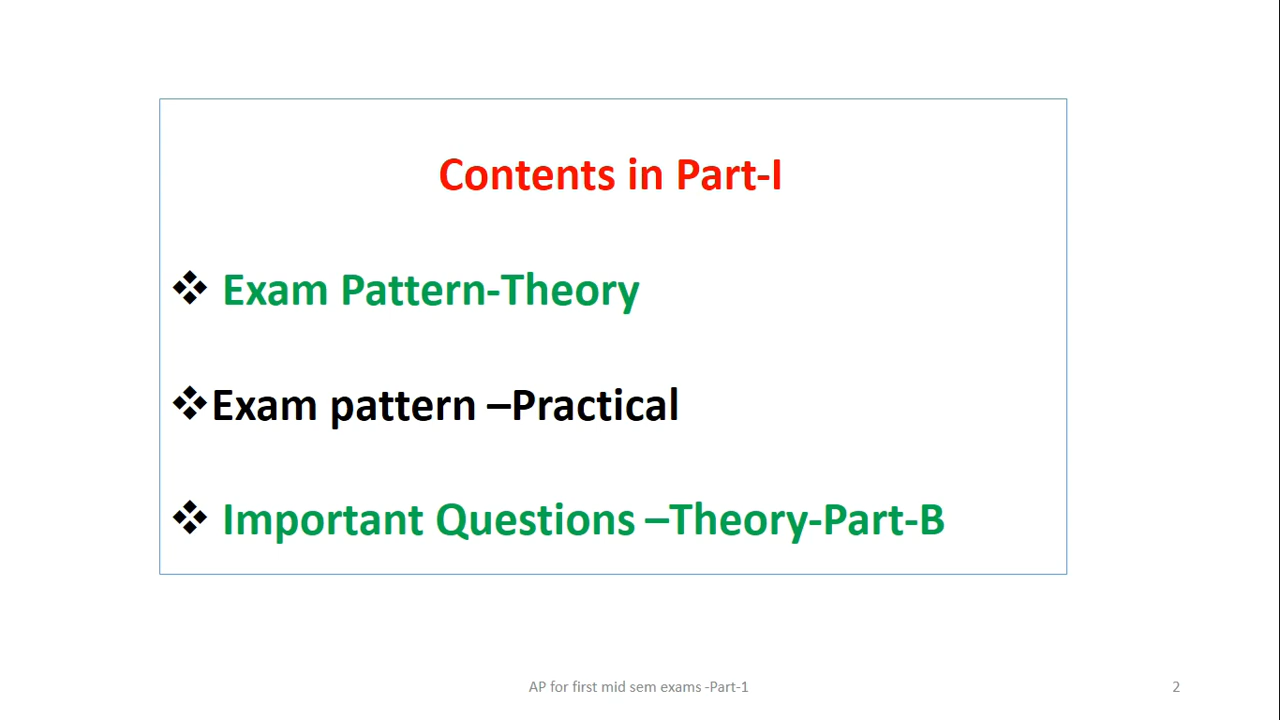 Contents in Part-I
❖ Exam Pattern-Theory
❖Exam pattern –Practical
❖ Important Questions –Theory-Part-B
AP for first mid sem exams -Part-1
2